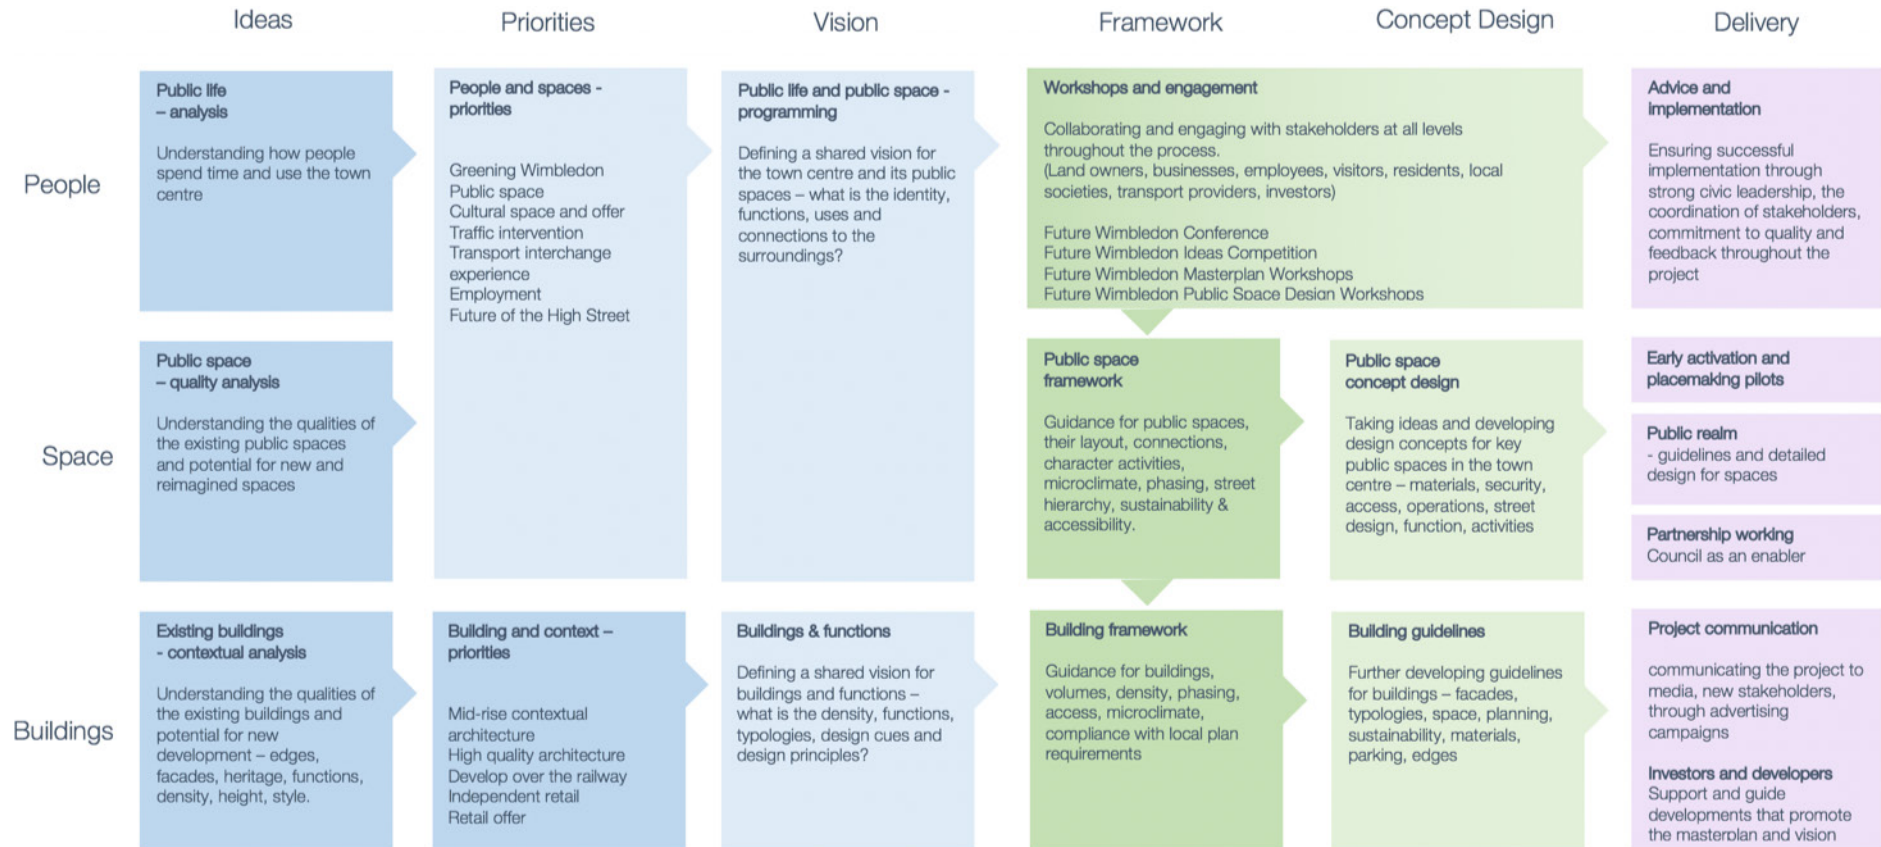 Ideas
Priorities
Vision
Framework
Concept Design
Delivery
People
Public life
– analysis
Understanding how people
spend time and use the town
centre
People and spaces -
priorities
Greening Wimbledon
Public space
Cultural space and offer
Traffic intervention
Transport interchange
experience
Employment
Future of the High Street
Public life and public space -
programming
Defining a shared vision for
the town centre and its public
spaces – what is the identity,
functions, uses and
connections to the
surroundings?
Workshops and engagement
Collaborating and engaging with stakeholders at all levels
throughout the process.
(Land owners, businesses, employees, visitors, residents, local
societies, transport providers, investors)
Future Wimbledon Conference
Future Wimbledon Ideas Competition
Future Wimbledon Masterplan Workshops
Future Wimbledon Public Space Design Workshops
Advice and
implementation
Ensuring successful
implementation through
strong civic leadership, the
coordination of stakeholders,
commitment to quality and
feedback throughout the
project
Space
Public space
– quality analysis
Understanding the qualities of
the existing public spaces
and potential for new and
reimagined spaces
Public space
framework
Guidance for public spaces,
their layout, connections,
character activities,
microclimate, phasing, street
hierarchy, sustainability &
accessibility.
Public space
concept design
Taking ideas and developing
design concepts for key
public spaces in the town
centre – materials, security,
access, operations, street
design, function, activities
Early activation and
placemaking pilots
Public realm
- guidelines and detailed
design for spaces
Partnership working
Council as an enabler
Buildings
Existing buildings
- contextual analysis
Understanding the qualities of
the existing buildings and
potential for new
development – edges,
facades, heritage, functions,
density, height, style.
Building and context –
priorities
Mid-rise contextual
architecture
High quality architecture
Develop over the railway
Independent retail
Retail offer
Buildings & functions
Defining a shared vision for
buildings and functions –
what is the density, functions,
typologies, design cues and
design principles?
Building framework
Guidance for buildings,
volumes, density, phasing,
access, microclimate,
compliance with local plan
requirements
Building guidelines
Further developing guidelines
for buildings – facades,
typologies, space, planning,
sustainability, materials,
parking, edges
Project communication
communicating the project to
media, new stakeholders,
through advertising
campaigns
Investors and developers
Support and guide
developments that promote
the masterplan and vision